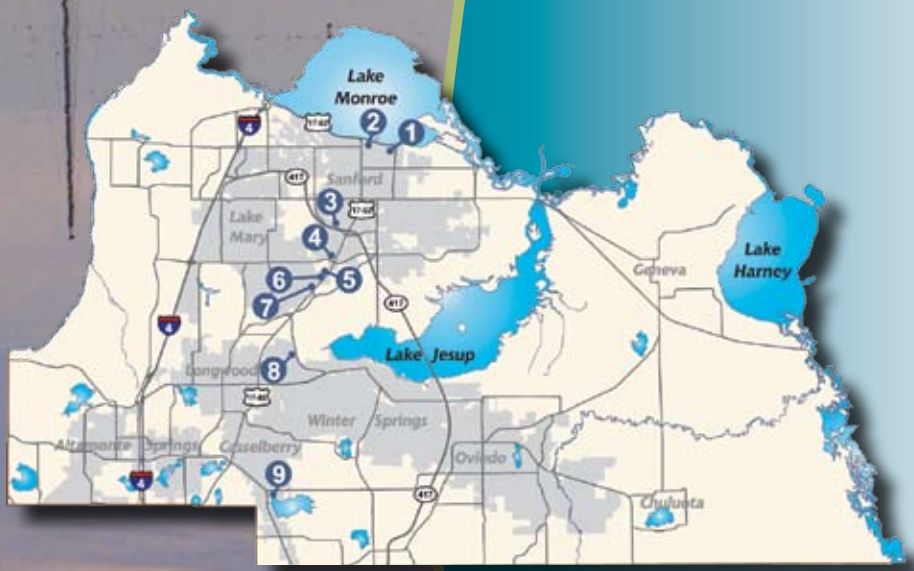 Lake
Monroe
4
17-92
2
1
417
Sanford
3
17-92
Lake
Mary
4
6
5
7
417
Geneva
Lake
Harney
4
Lake Jesup
Longwood
8
17-92
Winter Springs
Altamonte Springs
Casselberry
Oviedo
4
9
417
Chuluota